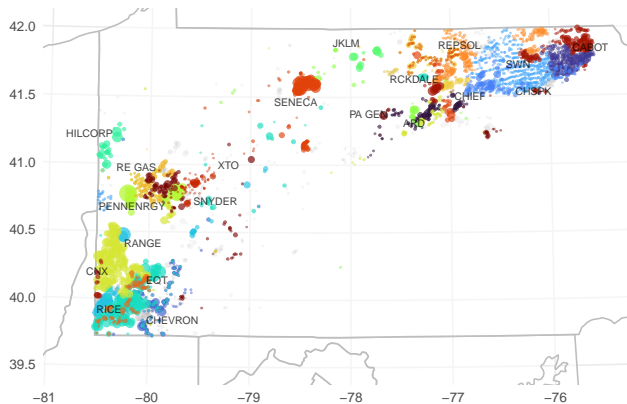 42.0
JKLM
REPSOL
CABOT
SWN
RCKDALE
41.5
SENECA
CHIEF
CHSPK
PA GEN
ARD
HILCORP
41.0
RE GAS
XTO
PENNENRGY
SNYDER
40.5
RANGE
CNX
EQT
40.0
RICE
CHEVRON
39.5
−81
−80
−79
−78
−77
−76